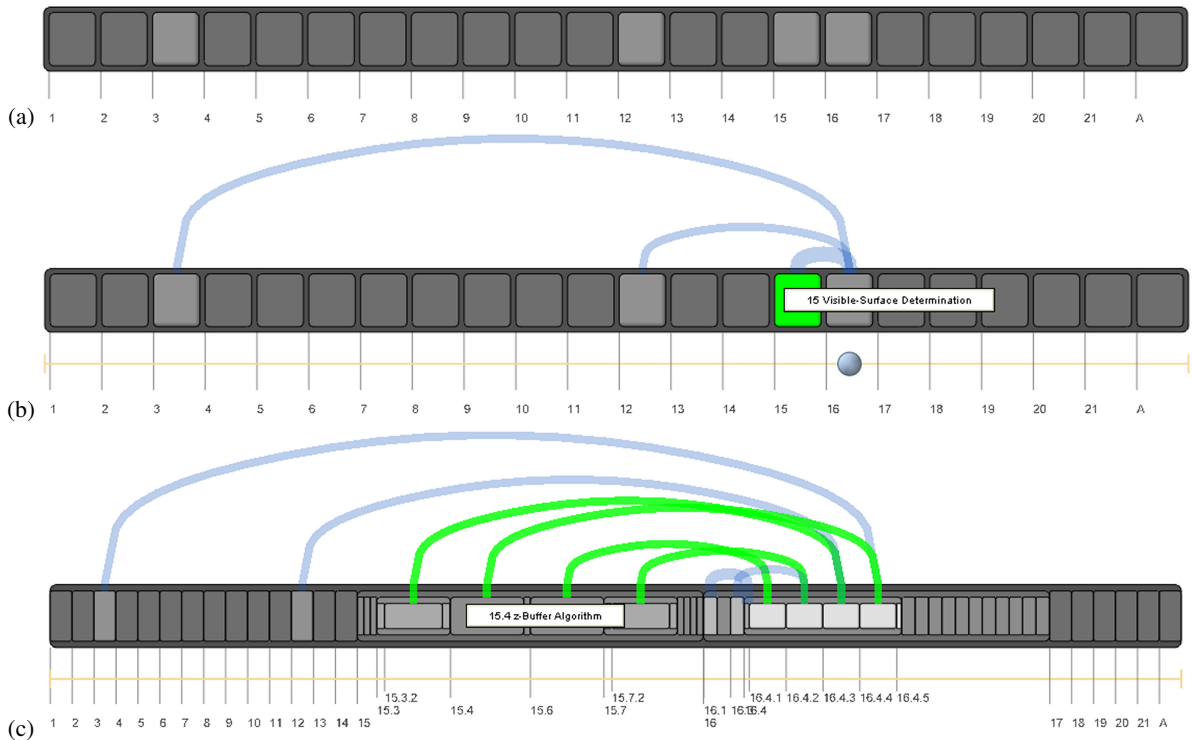 (a)
1 2 3 4 5 6 7 8 9 10 11 12 13 14 15 16 17 18 19 20 21 A
15 Visible-Surface Determination
(b)
1 2 3 4 5 6 7 8 9 10 11 12 13 14 15 16 17 18 19 20 21 A
15.4 z-Buffer Algorithm
15.3.2 15.7.2 16.4.1 16.4.2 16.4.3 16.4.4 16.4.5
15.3 15.4 15.6 15.7 16.1 16.3 16.4
(c)
1 2 3 4 5 6 7 8 9 10 11 12 13 14 15 16 17 18 19 20 21 A